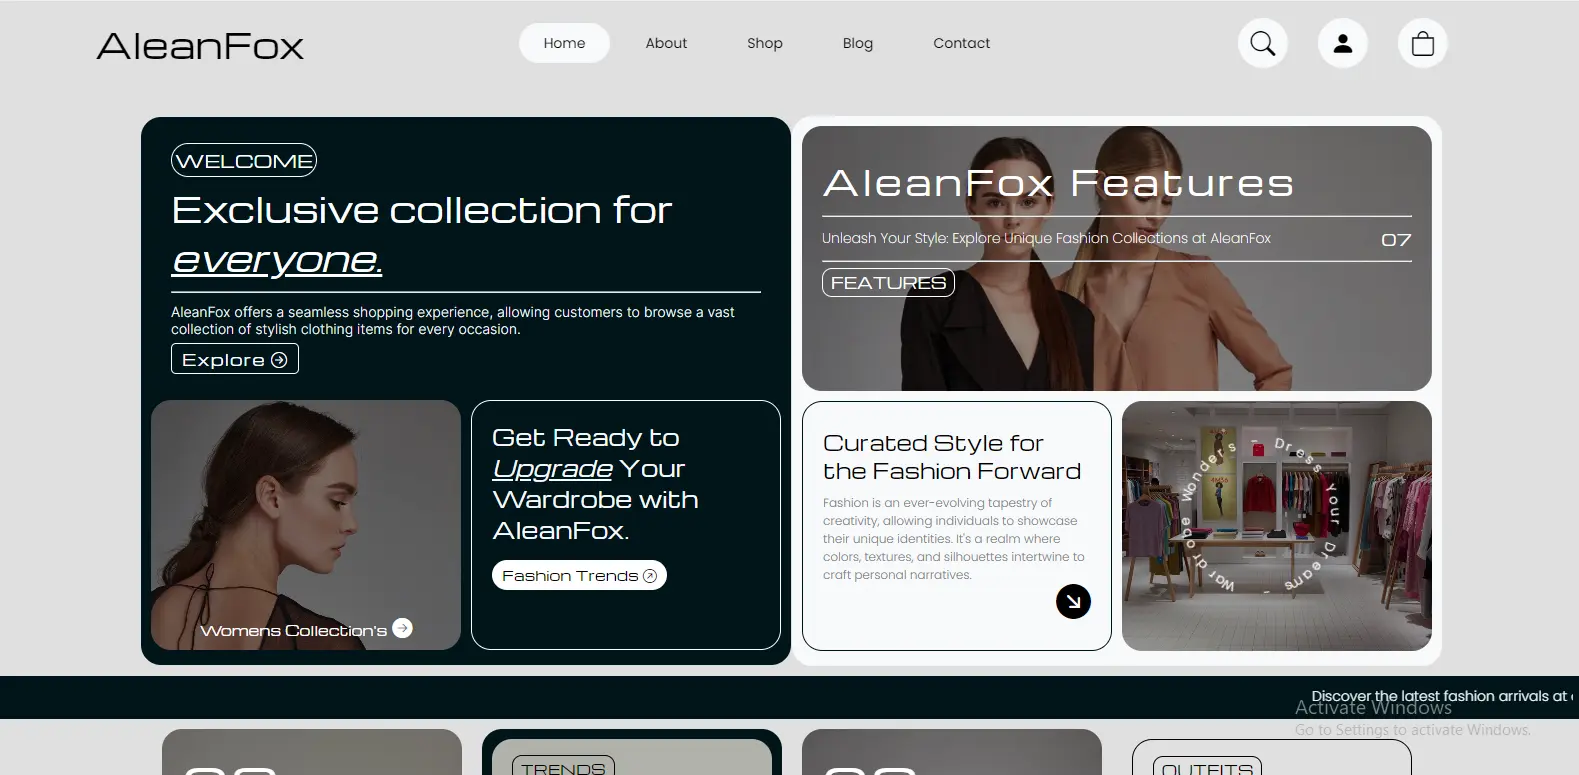 AleanFox
Home
About
Shop
Blog
Contact
WELCOME
Exclusive collection for
everyone.
AleanFox offers a seamless shopping experience, allowing customers to browse a vast
collection of stylish clothing items for every occasion.
Explore
Womens Collection's
Get Ready to
Upgrade Your
Wardrobe with
AleanFox.
Fashion Trends
AleanFox Features
Unleash Your Style: Explore Unique Fashion Collections at AleanFox
07
FEATURES
Curated Style for
the Fashion Forward
Fashion is an ever-evolving tapestry of
creativity, allowing individuals to showcase
their unique identities. It's a realm where
colors, textures, and silhouettes intertwine to
craft personal narratives.
Dress Your Dreams - Wardrobe Wonders -
Discover the latest fashion arrivals at
Activate Windows
Go to Settings to activate Windows.
TRENDS
OUTFITS